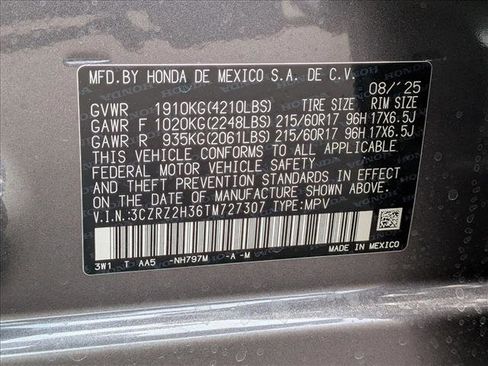 MFD.BY HONDA DE MEXICO S.A. DE C.V.
08/'25
GVWR 1910KG(4210LBS) TIRE SIZE RIM SIZE
GAWR F 1020KG(2248LBS) 215/60R17 96H 17X6.5J
GAWR R 935KG(2061LBS) 215/60R17 96H 17X6.5J
THIS VEHICLE CONFORMS TO ALL APPLICABLE
FEDERAL MOTOR VEHICLE SAFETY
STANDARDS IN EFFECT ON THE
DATE OF MANUFACTURE SHOWN ABOVE.
V.I.N:3CZRZ2H36TM727307 TYPE:MPV
3W1 T AA5 -NH797M -A -M
MADE IN MEXICO